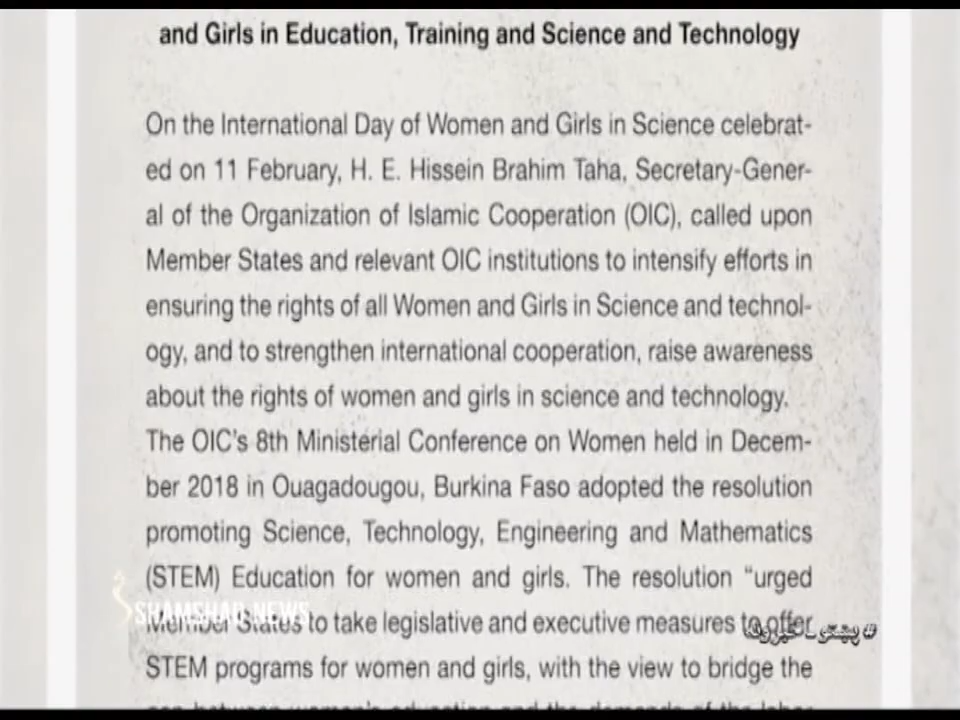 and Girls in Education, Training and Science and Technology
On the International Day of Women and Girls in Science celebrat-
ed on 11 February, H. E. Hissein Brahim Taha, Secretary-Gener-
al of the Organization of Islamic Cooperation (OIC), called upon
Member States and relevant OIC institutions to intensify efforts in
ensuring the rights of all Women and Girls in Science and technol-
ogy, and to strengthen international cooperation, raise awareness
about the rights of women and girls in science and technology.
The OIC's 8th Ministerial Conference on Women held in Decem-
ber 2018 in Ouagadougou, Burkina Faso adopted the resolution
promoting Science, Technology, Engineering and Mathematics
(STEM) Education for women and girls. The resolution “urged
Member States to take legislative and executive measures to offer
SHAMSHAD NEWS
# پښتو_خبرونه
STEM programs for women and girls, with the view to bridge the